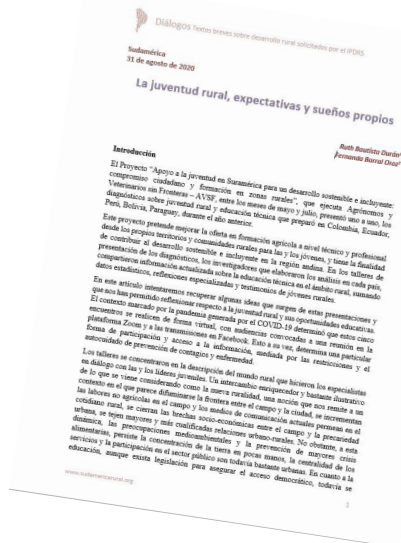 Diálogos Textos breves sobre desarrollo rural solicitados por el IPDRS
Sudamérica
31 de agosto de 2020
La juventud rural, expectativas y sueños propios
Ruth Bautista Durán¹
Fernanda Barral Oraz²
Introducción
El Proyecto "Apoyo a la juventud en Suramérica para un desarrollo sostenible e incluyente:
compromiso ciudadano y formación en zonas rurales", que ejecuta Agrónomos y
Veterinarios sin Fronteras – AVSF, entre los meses de mayo y julio, presentó uno a uno, los
diagnósticos sobre juventud rural y educación técnica que preparó en Colombia, Ecuador,
Perú, Bolivia, Paraguay, durante el año anterior.
Este proyecto pretende mejorar la oferta en formación agrícola a nivel técnico y profesional
desde los propios territorios y comunidades rurales para las y los jóvenes, y tiene la finalidad
de contribuir al desarrollo sostenible e incluyente en la región andina. En los talleres de
presentación de los diagnósticos, los investigadores que elaboraron los análisis en cada país,
compartieron información actualizada sobre la educación técnica en el ámbito rural, sumando
datos estadísticos, reflexiones especializadas y testimonios de jóvenes rurales.
En este artículo intentaremos recuperar algunas ideas que surgen de estas presentaciones y
que nos han permitido reflexionar respecto a la juventud rural y sus oportunidades educativas.
El contexto marcado por la pandemia generada por el COVID-19 determinó que estos cinco
encuentros se realicen de forma virtual, con audiencias convocadas a una reunión en la
plataforma Zoom y a las transmisiones en Facebook. Esto a su vez, determina una particular
forma de participación y acceso a la información, mediada por las restricciones y el
autocuidado de prevención de contagios y enfermedad.
Los talleres se concentraron en la descripción del mundo rural que hicieron los especialistas
en diálogo con las y los líderes juveniles. Un intercambio enriquecedor y bastante ilustrativo
de lo que se viene considerando como la nueva ruralidad, una noción que nos remite a un
contexto en el que parece difuminarse la frontera entre el campo y la ciudad, se incrementan
las labores no agrícolas en el campo y los medios de comunicación actuales permean en el
cotidiano rural, se cierran las brechas socio-económicas entre el campo y la precariedad
urbana, se tejen mayores y más cualificadas relaciones urbano-rurales. No obstante, a esta
dinámica, las preocupaciones medioambientales y la prevención de mayores crisis
alimentarias, persiste la concentración de la tierra en pocas manos, la centralidad de los
servicios y la participación en el sector público son todavía bastante urbanas. En cuanto a la
educación, aunque exista legislación para asegurar el acceso democrático, todavía se
www.sudamericarural.org
1